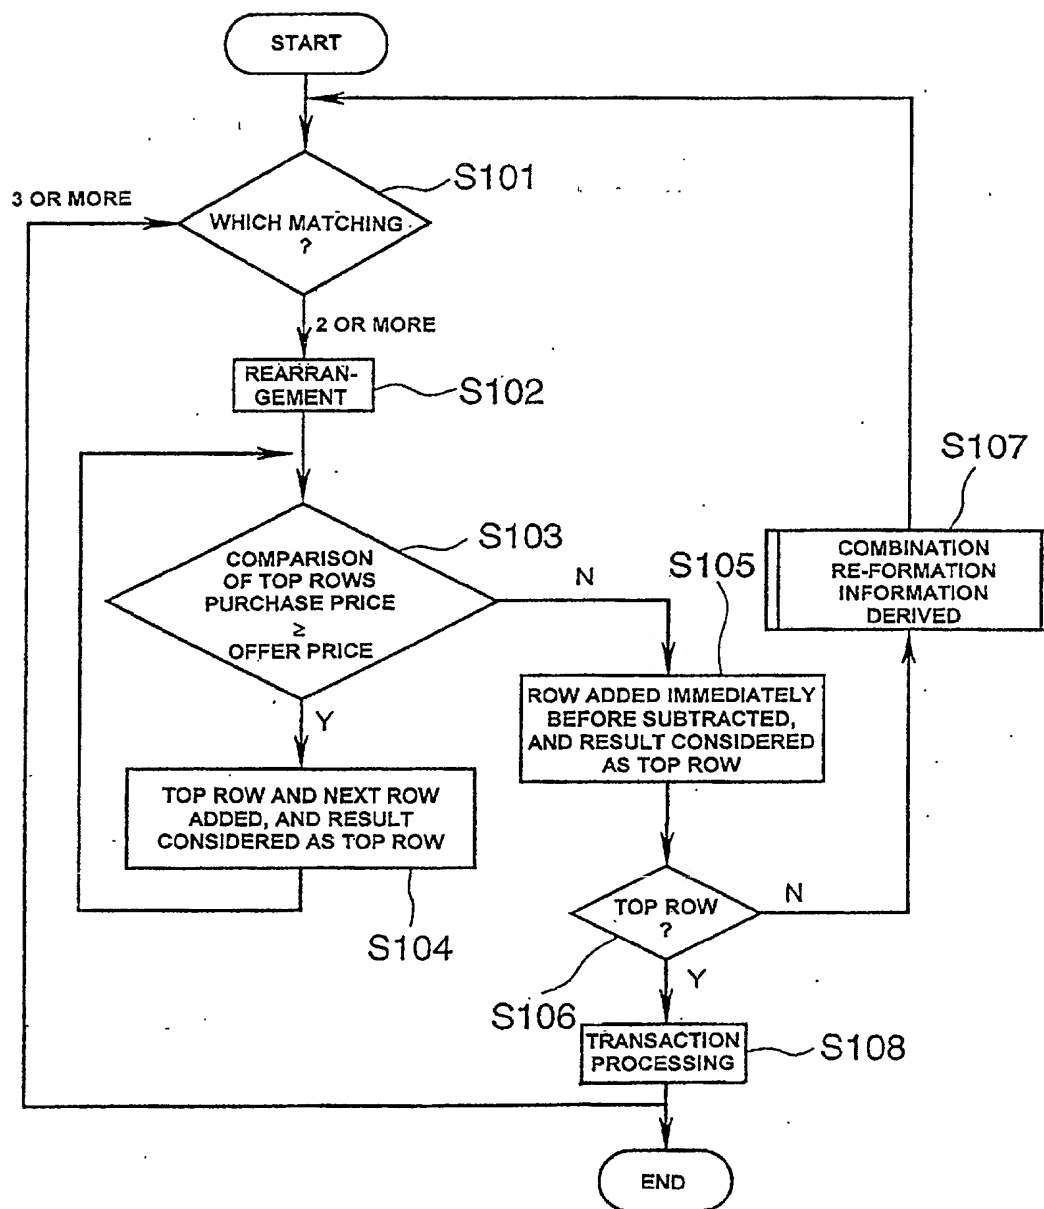 START
S101
3 OR MORE
WHICH MATCHING
?
2 OR MORE
REARRAN-
GEMENT
S102
S107
COMBINATION
RE-FORMATION
INFORMATION
DERIVED
S103
COMPARISON
OF TOP ROWS
PURCHASE PRICE
≥
OFFER PRICE
N
S105
Y
ROW ADDED IMMEDIATELY
BEFORE SUBTRACTED,
AND RESULT CONSIDERED
AS TOP ROW
TOP ROW AND NEXT ROW
ADDED, AND RESULT
CONSIDERED AS TOP ROW
S104
TOP ROW
?
N
Y
S106
TRANSACTION
PROCESSING
S108
END